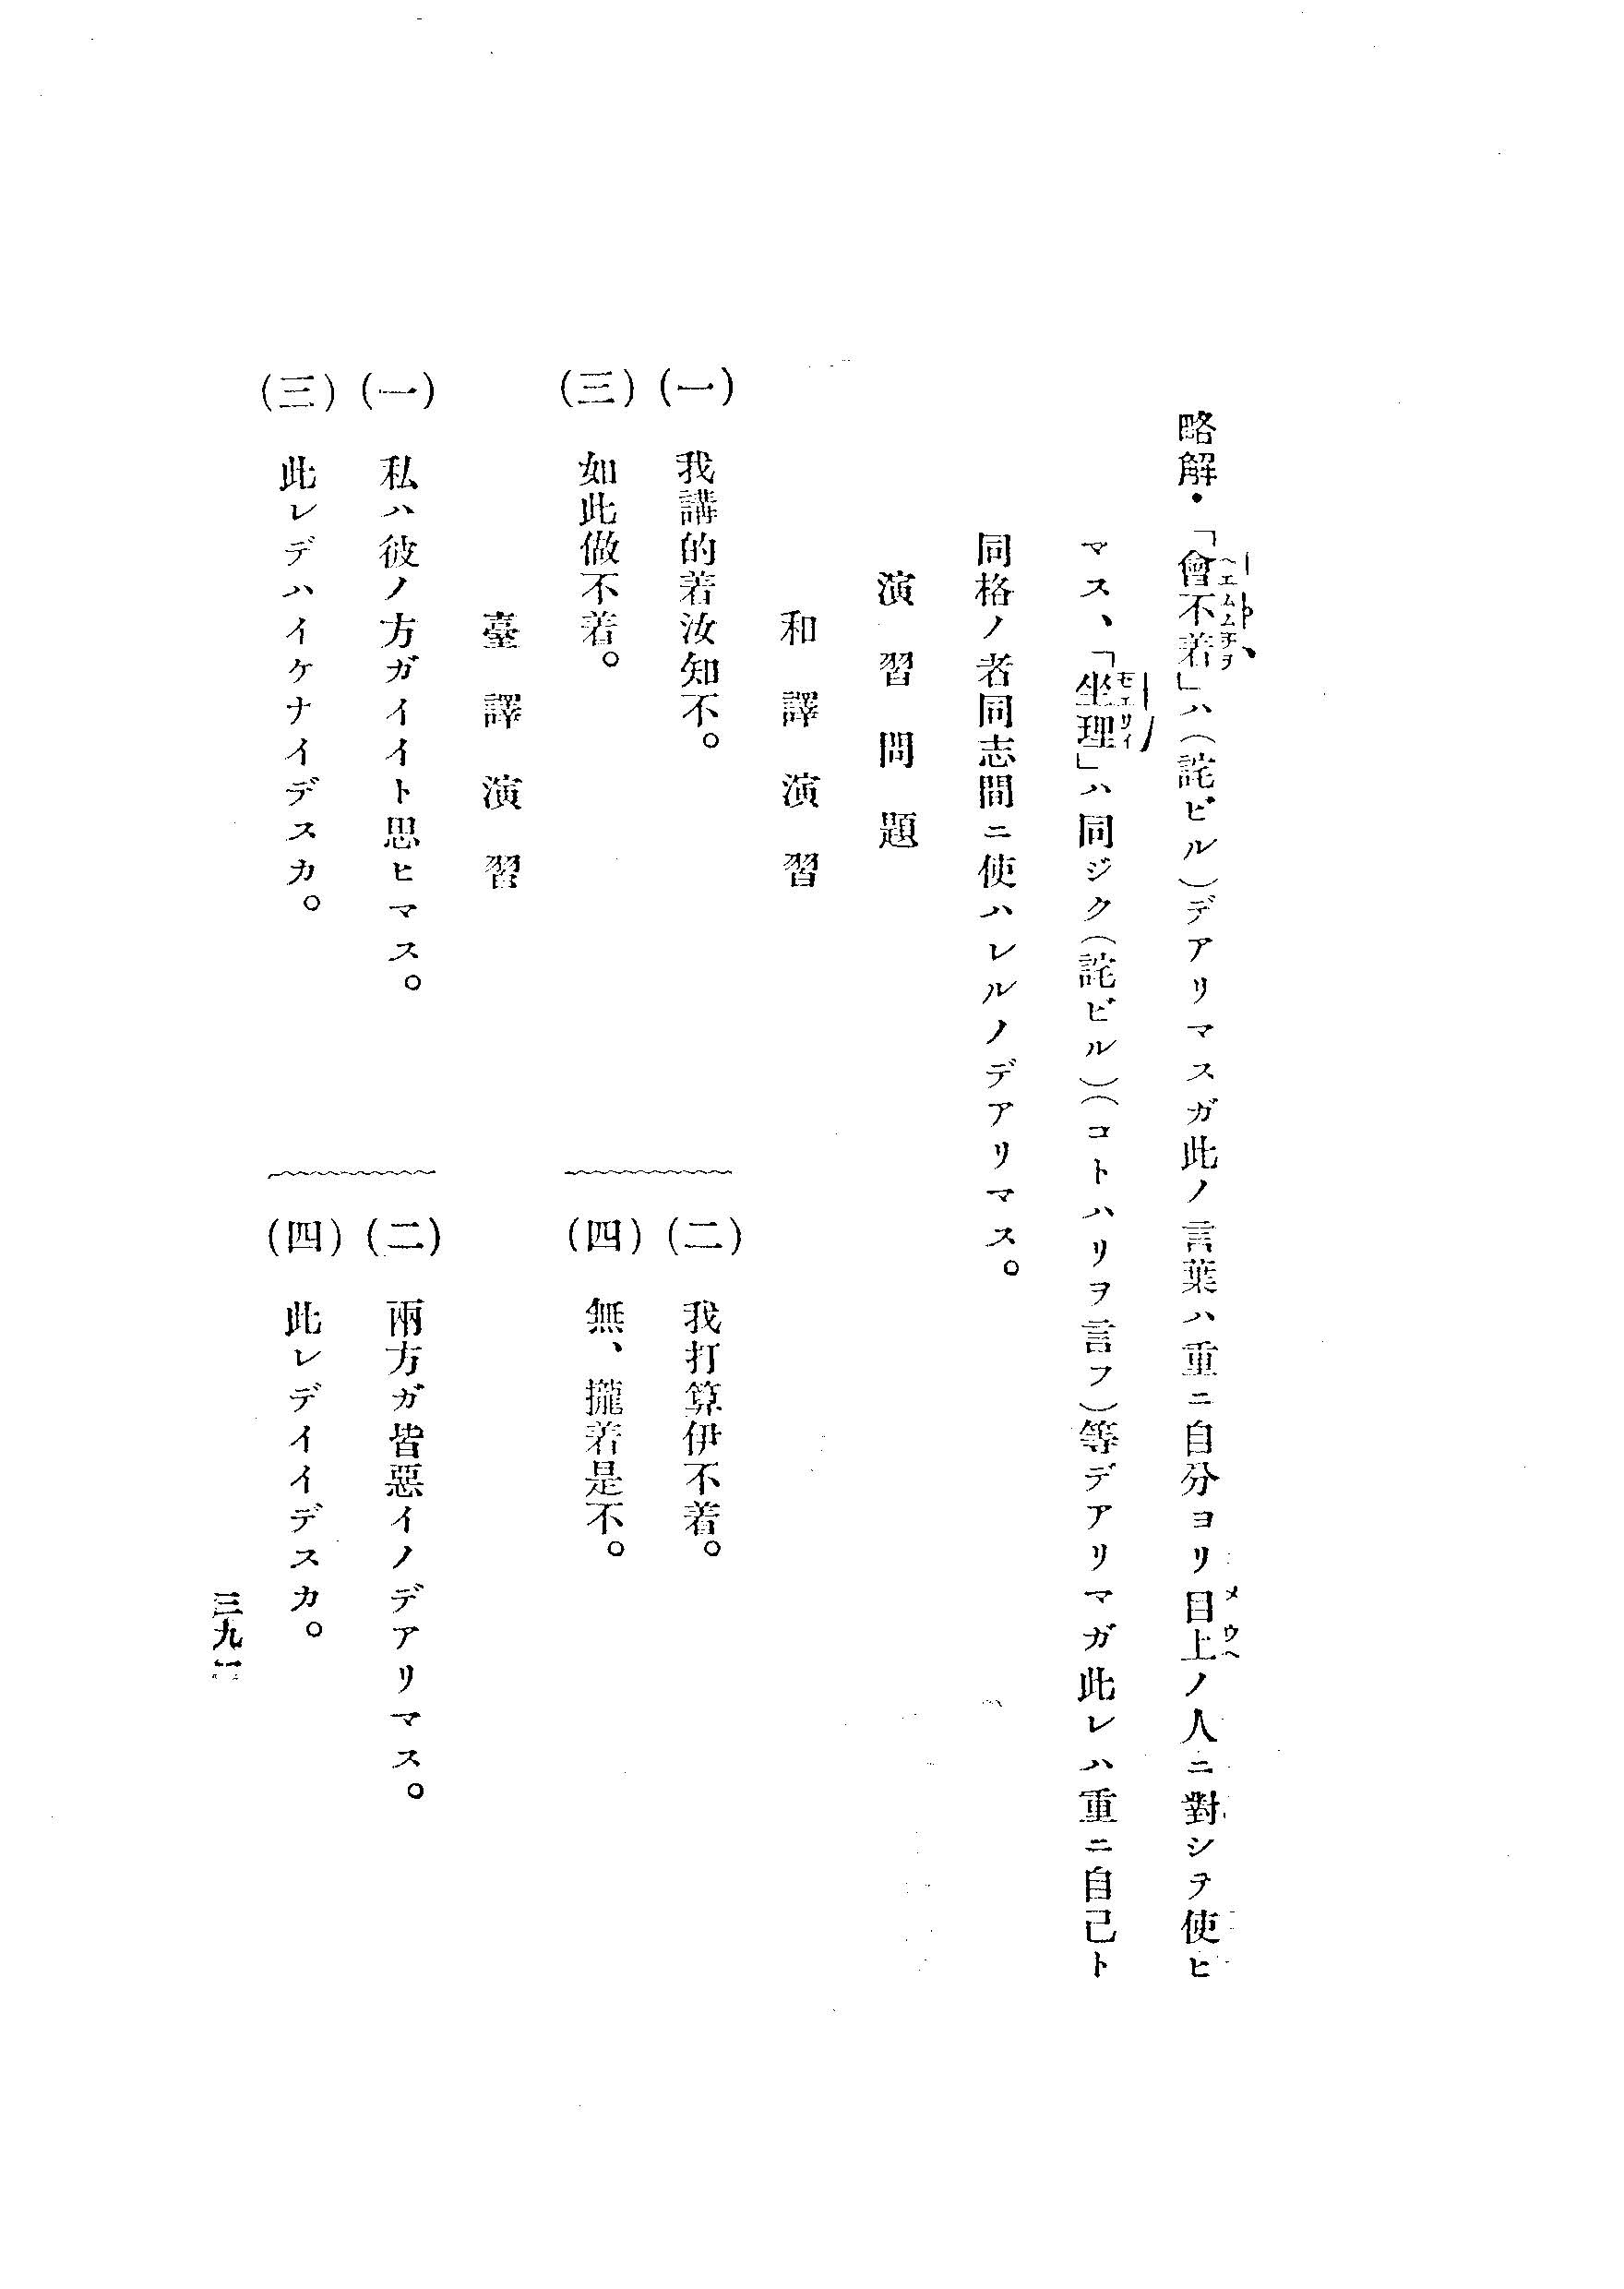 略解・「會不着」ハ（詫ビル）デアリマスガ此ノ言葉ハ重ニ自分ヨリ目上ノ人ニ對シヲ使ヒ
マス、「坐理」ハ同ジク（詫ビル）（コトハリヲ言フ）等デアリマガ此レハ重ニ自己ト
同格ノ者同志間ニ使ハレルノデアリマス。
演習問題
和譯演習
（一）　我講的着汝知不。
（二）　我打算伊不着。
（三）　如此做不着。
（四）　無、攏着是不。
臺譯演習
（一）　私ハ彼ノ方ガイイト思ヒマス。
（二）　兩方ガ皆惡イノデアリマス。
（三）　此レデハイケナイデスカ。
（四）　此レデイイデスカ。
三九